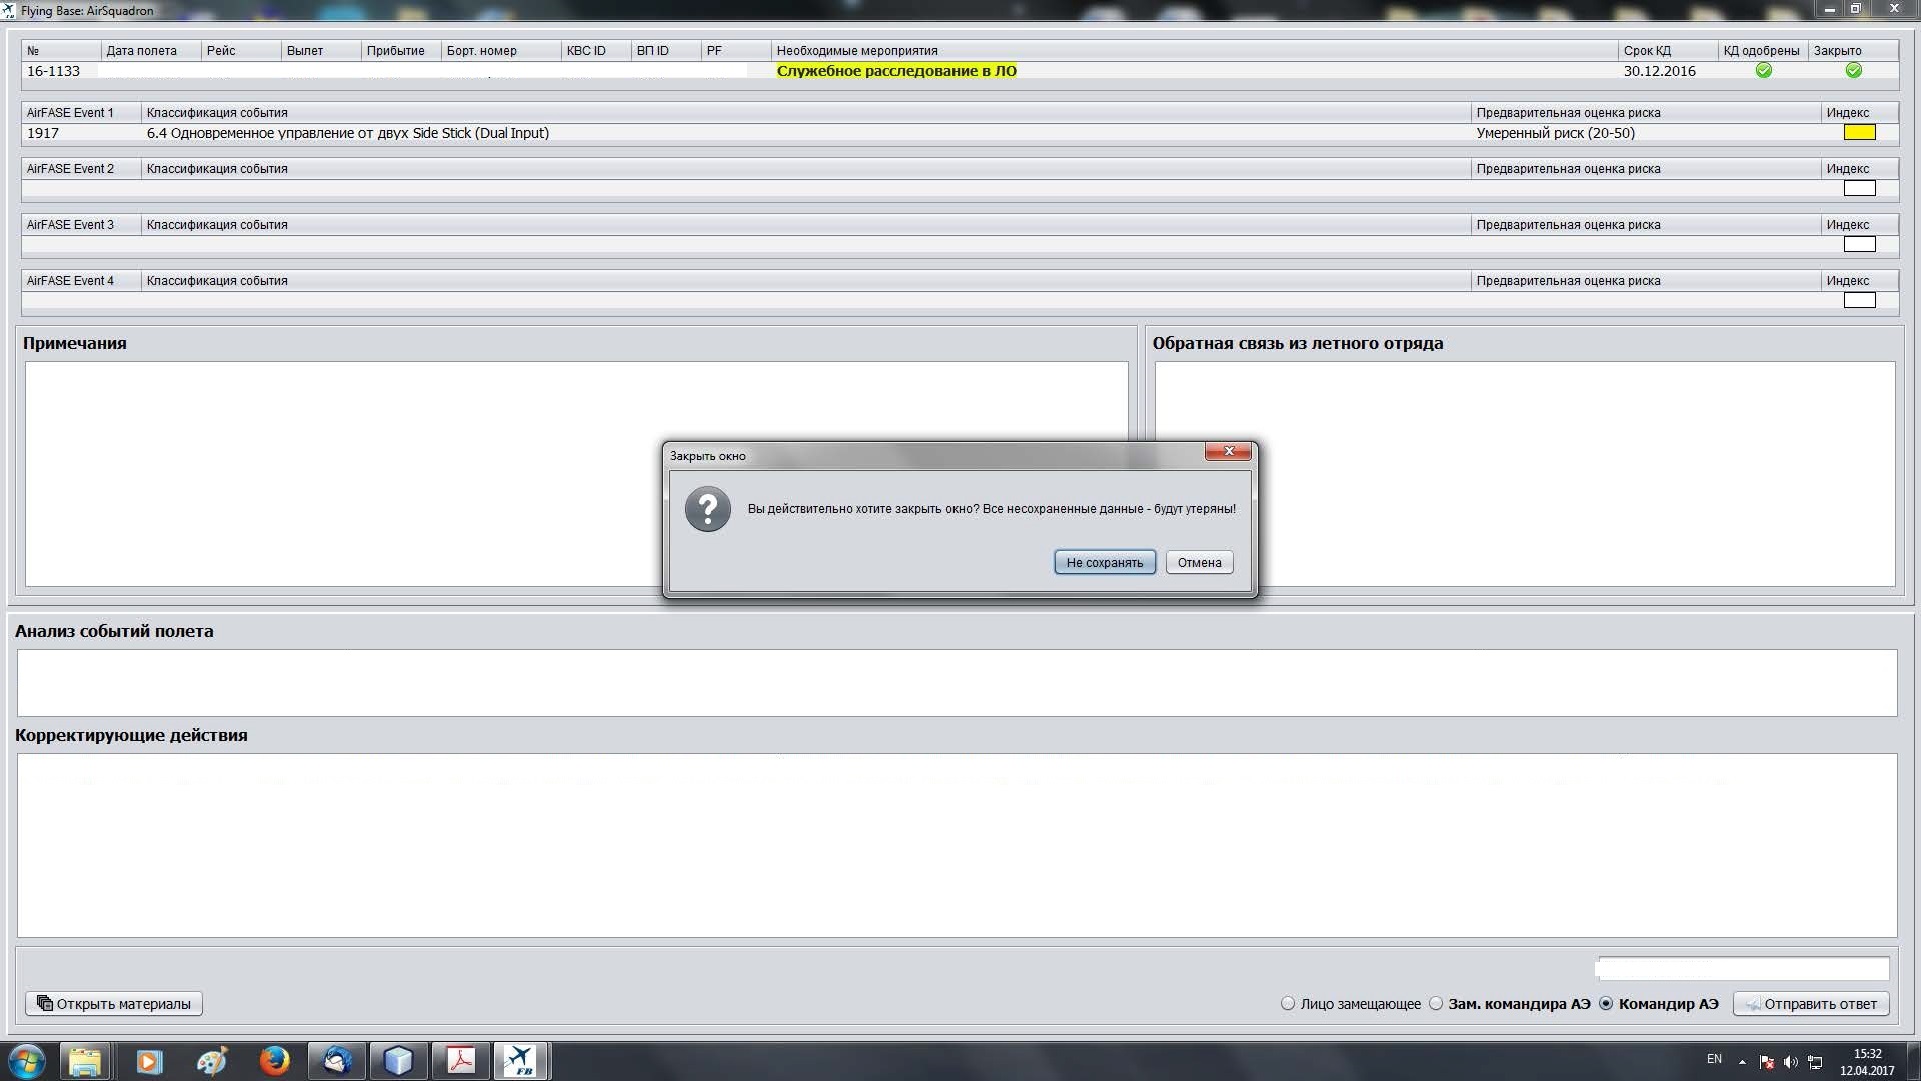 Flying Base: AirSquadron
№ Дата полета Рейс Вылет Прибытие Борт. номер КВС ID ВП ID PF Необходимые мероприятия Срок КД КД одобрены Закрыто
16-1133 Служебное расследование в ЛО 30.12.2016
AirFASE Event 1 Классификация события Предварительная оценка риска Индекс
1917 6.4 Одновременное управление от двух Side Stick (Dual Input) Умеренный риск (20-50)
AirFASE Event 2 Классификация события Предварительная оценка риска Индекс
AirFASE Event 3 Классификация события Предварительная оценка риска Индекс
AirFASE Event 4 Классификация события Предварительная оценка риска Индекс
Примечания Обратная связь из летного отряда
Закрыть окно
Вы действительно хотите закрыть окно? Все несохраненные данные - будут утеряны!
Не сохранять Отмена
Анализ событий полета
Корректирующие действия
Открыть материалы Лицо замещающее Зам. командира АЭ Командир АЭ Отправить ответ
FB EN 15:32
12.04.2017